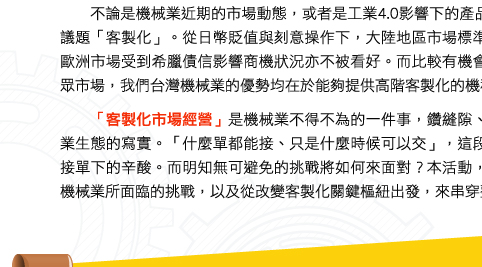 不論是機械業近期的市場動態，或者是工業4.0影響下的產品
議題「客製化」。從日幣貶值與刻意操作下，大陸地區市場標準
歐洲市場受到希臘債信影響商機狀況亦不被看好。而比較有機會
眾市場，我們台灣機械業的優勢均在於能夠提供高階客製化的機
「客製化市場經營」是機械業不得不為的一件事，鑽縫隙、
業生態的寫實。「什麼單都能接、只是什麼時候可以交」，這段
接單下的辛酸。而明知無可避免的挑戰將如何來面對？本活動，
機械業所面臨的挑戰，以及從改變客製化關鍵樞紐出發，來串穿